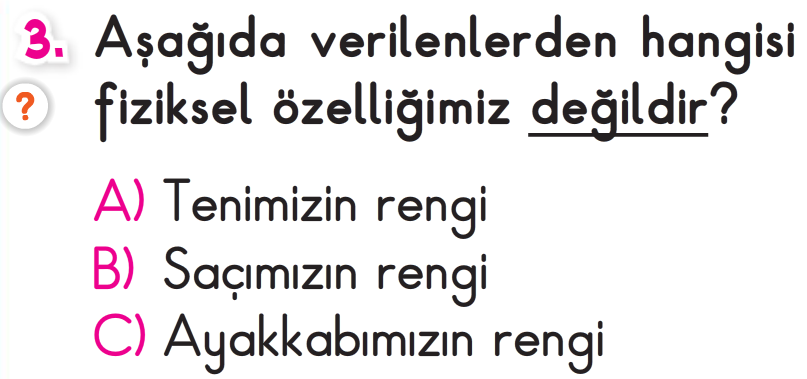 3. Aşağıda verilenlerden hangisi
? fiziksel özelliğimiz değildir?
A) Tenimizin rengi
B) Saçımızın rengi
C) Ayakkabımızın rengi